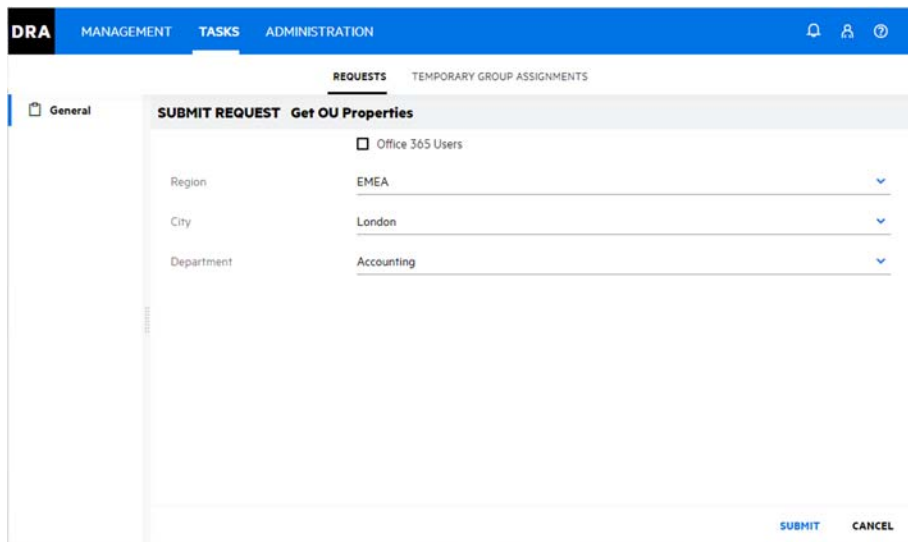 DRA MANAGEMENT TASKS ADMINISTRATION
REQUESTS TEMPORARY GROUP ASSIGNMENTS
General
SUBMIT REQUEST Get OU Properties
Office 365 Users
Region EMEA
City London
Department Accounting
SUBMIT CANCEL